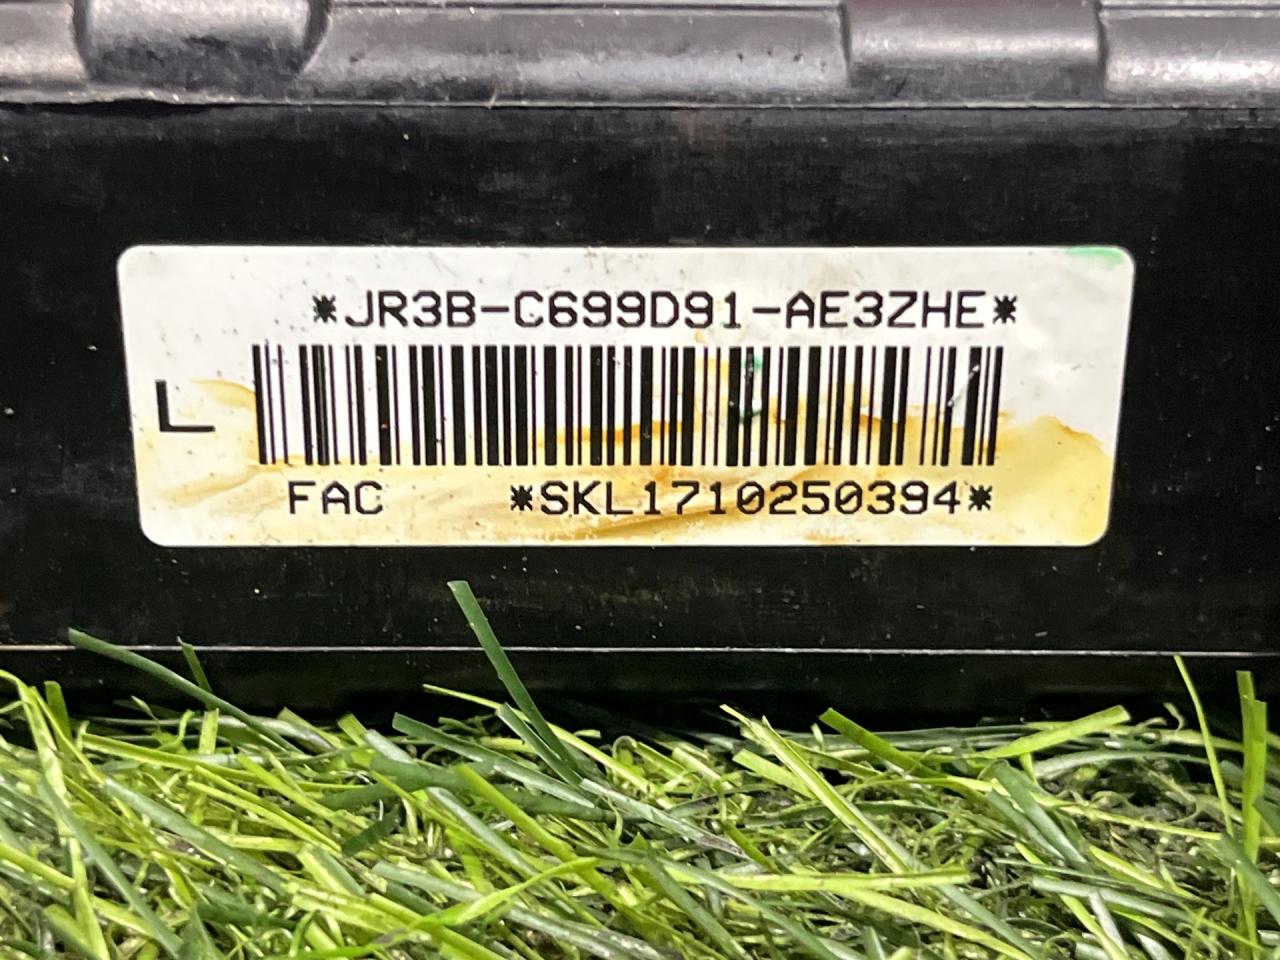 *JR3B-C699D91-AE3ZHE*
L
FAC *SKL1710250394*